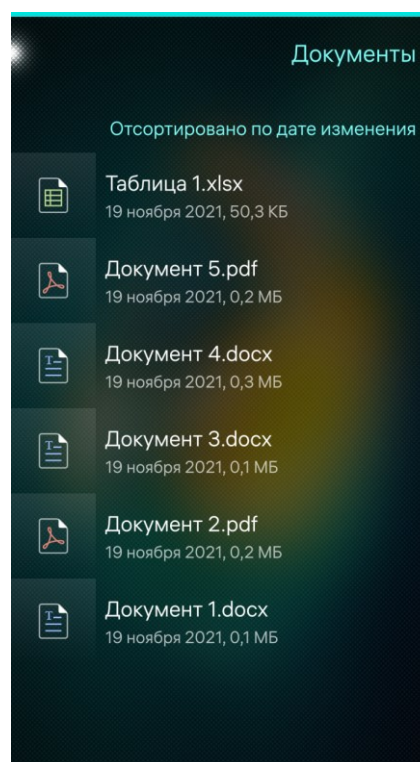 Документы
Отсортировано по дате изменения
Таблица 1.xlsx
19 ноября 2021, 50,3 КБ
Документ 5.pdf
19 ноября 2021, 0,2 МБ
Документ 4.docx
19 ноября 2021, 0,3 МБ
Документ 3.docx
19 ноября 2021, 0,1 МБ
Документ 2.pdf
19 ноября 2021, 0,2 МБ
Документ 1.docx
19 ноября 2021, 0,1 МБ